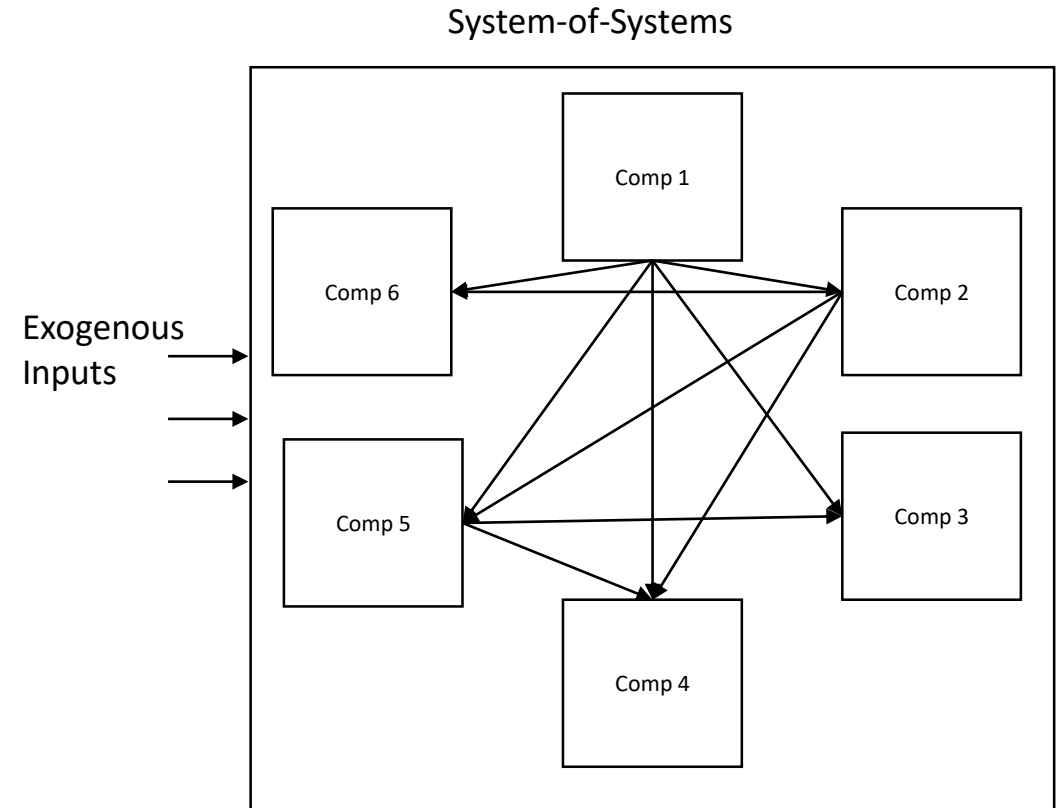 System-of-Systems
Comp 1
Comp 6
Comp 2
Exogenous
Inputs
Comp 5
Comp 3
Comp 4